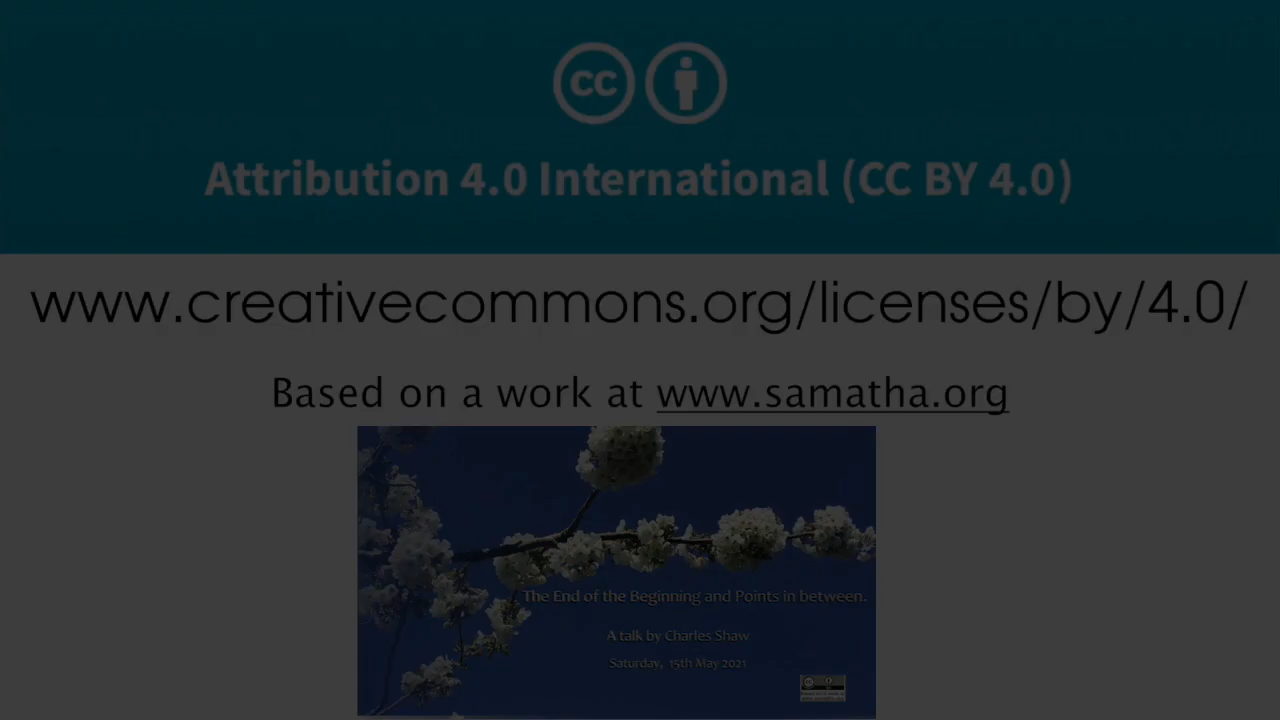 cc
Attribution 4.0 International (CC BY 4.0)
www.creativecommons.org/licenses/by/4.0/
Based on a work at www.samatha.org
The End of the Beginning and Points in between.
A talk by Charles Shaw
Saturday, 15th May 2021